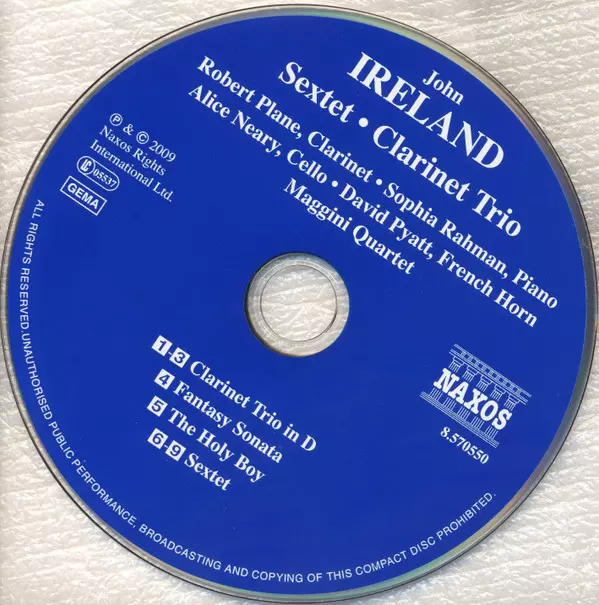 John
IRELAND
Sextet • Clarinet Trio
Robert Plane, Clarinet • Sophia Rahman, Piano
Alice Neary, Cello • David Pyatt, French Horn
Maggini Quartet
℗ & © 2009
Naxos Rights
International Ltd.
LC 05537
GEMA
1-3 Clarinet Trio in D
4 Fantasy Sonata
5 The Holy Boy
6-9 Sextet
NAXOS
8.570550
ALL RIGHTS RESERVED.UNAUTHORISED PUBLIC PERFORMANCE, BROADCASTING AND COPYING OF THIS COMPACT DISC PROHIBITED.